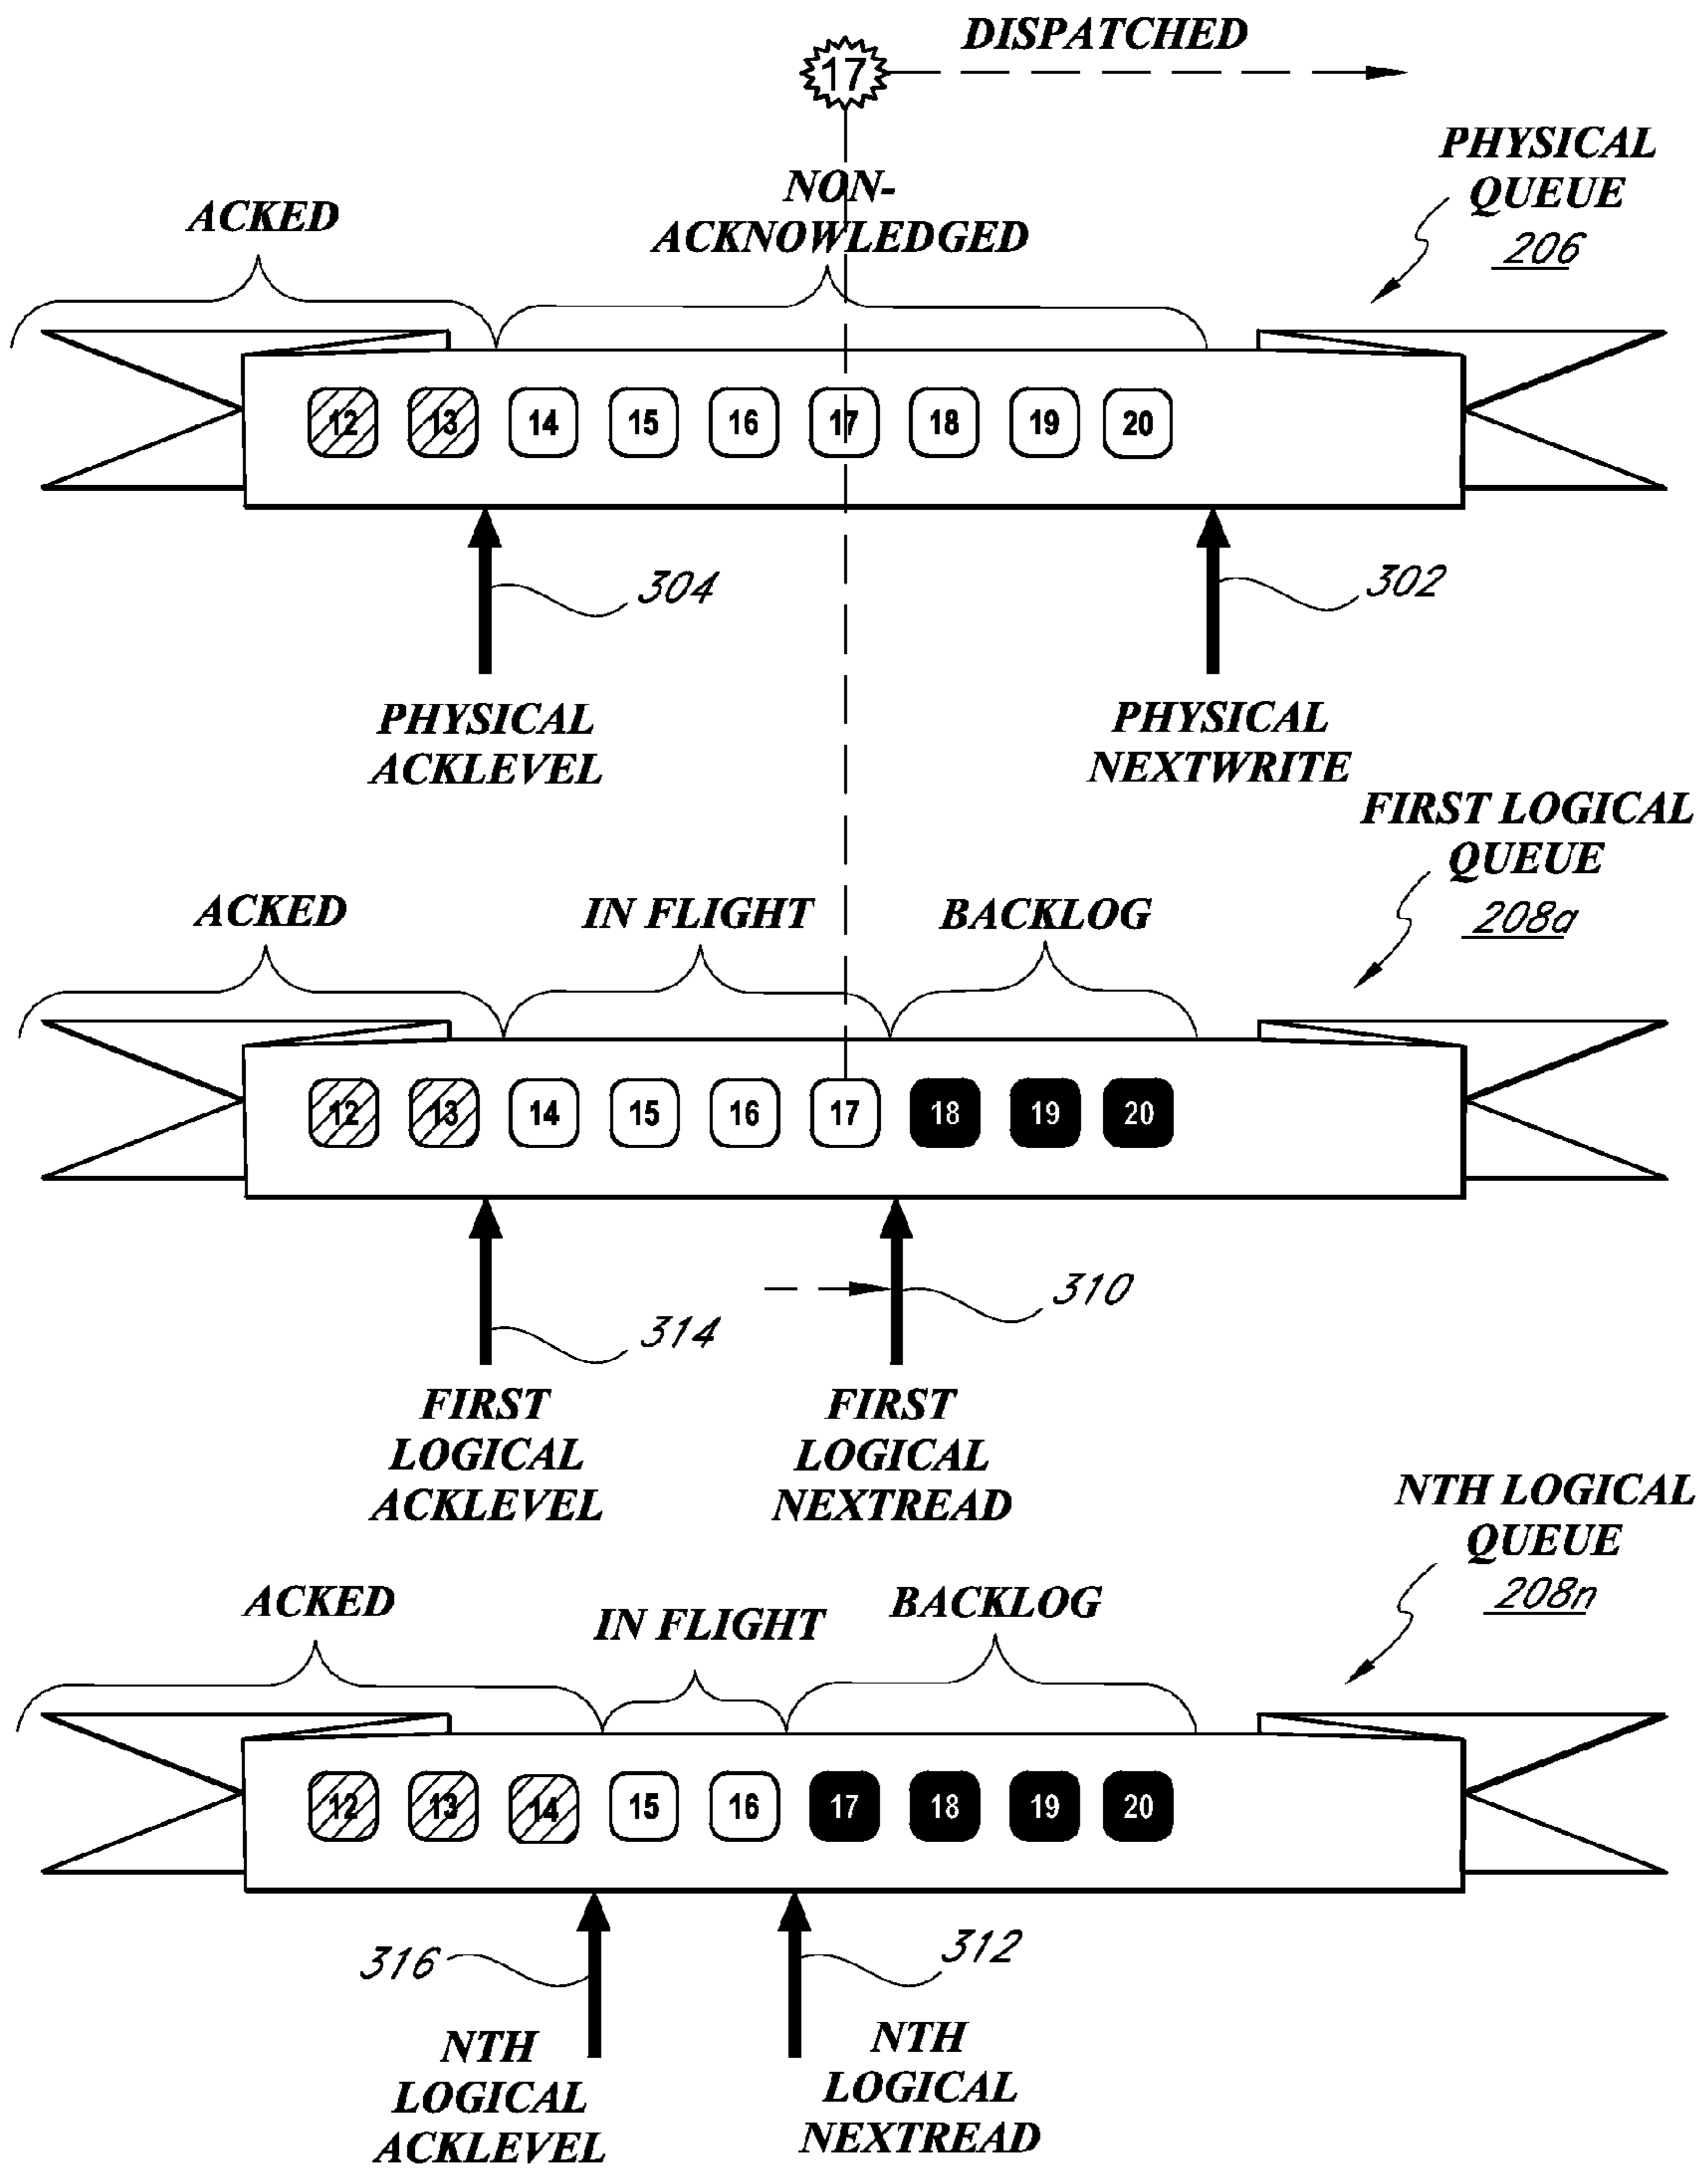 17
DISPATCHED
PHYSICAL
QUEUE
206
ACKED
NON-
ACKNOWLEDGED
12 13 14 15 16 17 18 19 20
304
302
PHYSICAL
ACKLEVEL
PHYSICAL
NEXTWRITE
FIRST LOGICAL
QUEUE
208a
ACKED
IN FLIGHT
BACKLOG
12 13 14 15 16 17 18 19 20
314
310
FIRST
LOGICAL
ACKLEVEL
FIRST
LOGICAL
NEXTREAD
NTH LOGICAL
QUEUE
208n
ACKED
IN FLIGHT
BACKLOG
12 13 14 15 16 17 18 19 20
316
312
NTH
LOGICAL
ACKLEVEL
NTH
LOGICAL
NEXTREAD